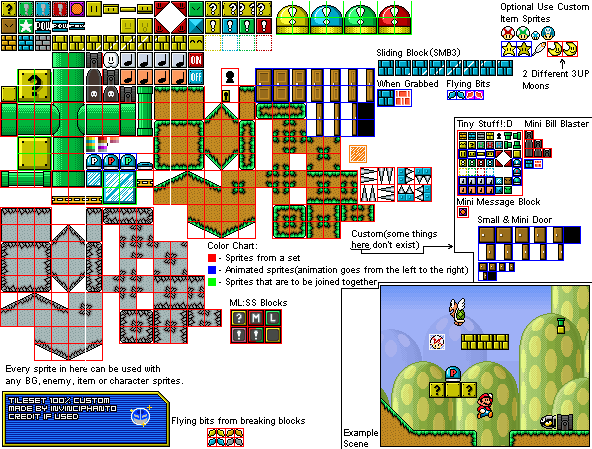 Optional Use Custom
Item Sprites
POW
ON
OFF
Sliding Block(SMB3)
When Grabbed
Flying Bits
2 Different 3UP
Moons
Tiny Stuff!:D
Mini Bill Blaster
Mini Message Block
Small & Mini Door
P P P
Custom(some things
here don't exist)
Color Chart:
- Sprites from a set
- Animated sprites(animation goes from the left to the right)
- Sprites that are to be joined together
ML:SS Blocks
? M L
! !
Every sprite in here can be used with
any BG, enemy, item or character sprites.
TILESET 100% CUSTOM
MADE BY INVINCIPHANTO
CREDIT IF USED
Flying bits from breaking blocks
Example
Scene